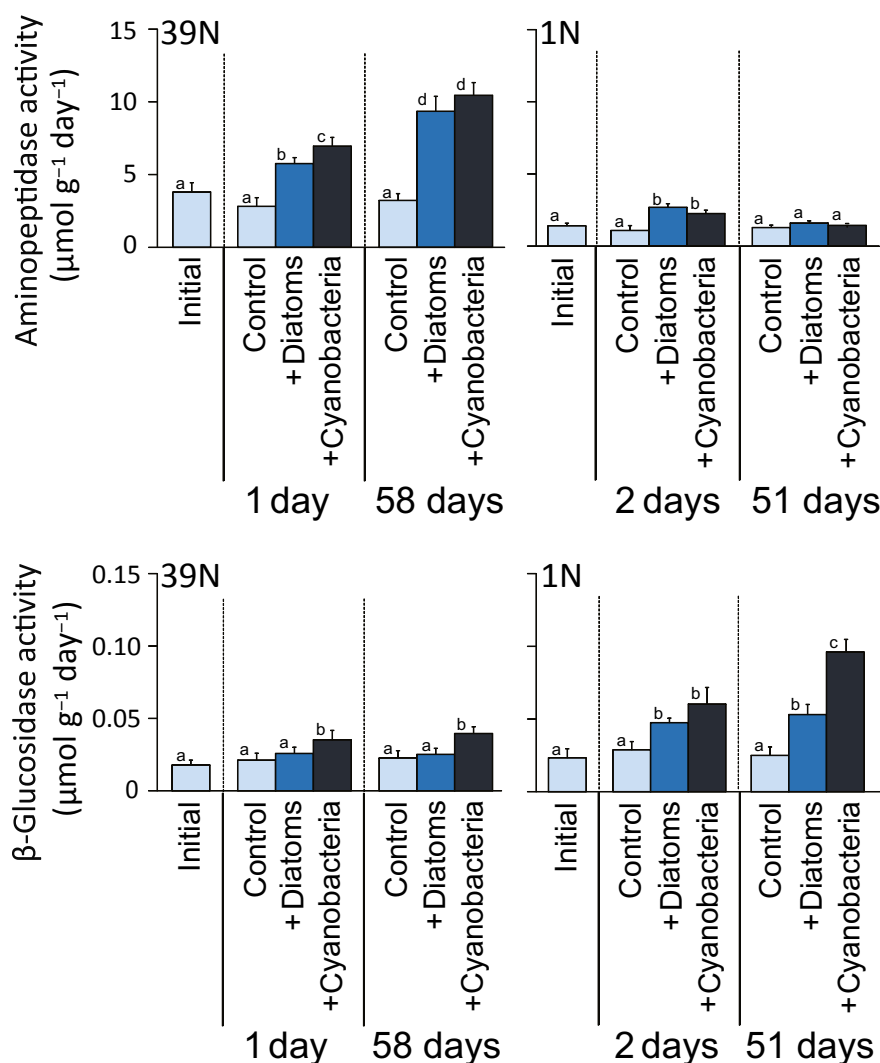 Aminopeptidase activity
(µmol g⁻¹ day⁻¹)
15
10
5
0
39N
a
a
b
c
a
d
d
Initial
Control
+Diatoms
+Cyanobacteria
Control
+Diatoms
+Cyanobacteria
1 day
58 days
1N
a
a
b
b
a
a
a
Initial
Control
+Diatoms
+Cyanobacteria
Control
+Diatoms
+Cyanobacteria
2 days
51 days
β-Glucosidase activity
(µmol g⁻¹ day⁻¹)
0.15
0.10
0.05
0
39N
a
a
a
b
a
a
b
Initial
Control
+Diatoms
+Cyanobacteria
Control
+Diatoms
+Cyanobacteria
1 day
58 days
1N
a
a
b
b
a
b
c
Initial
Control
+Diatoms
+Cyanobacteria
Control
+Diatoms
+Cyanobacteria
2 days
51 days